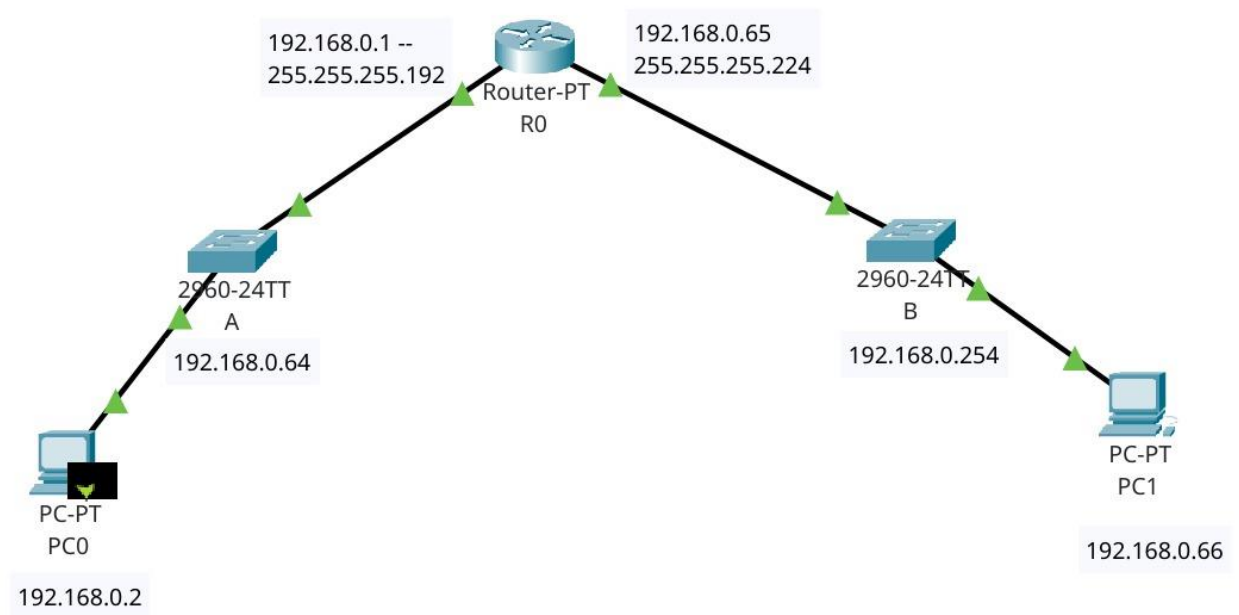 192.168.0.1 --
255.255.255.192
192.168.0.65
255.255.255.224
Router-PT
R0
2960-24TT
A
192.168.0.64
2960-24TT
B
192.168.0.254
PC-PT
PC0
192.168.0.2
PC-PT
PC1
192.168.0.66